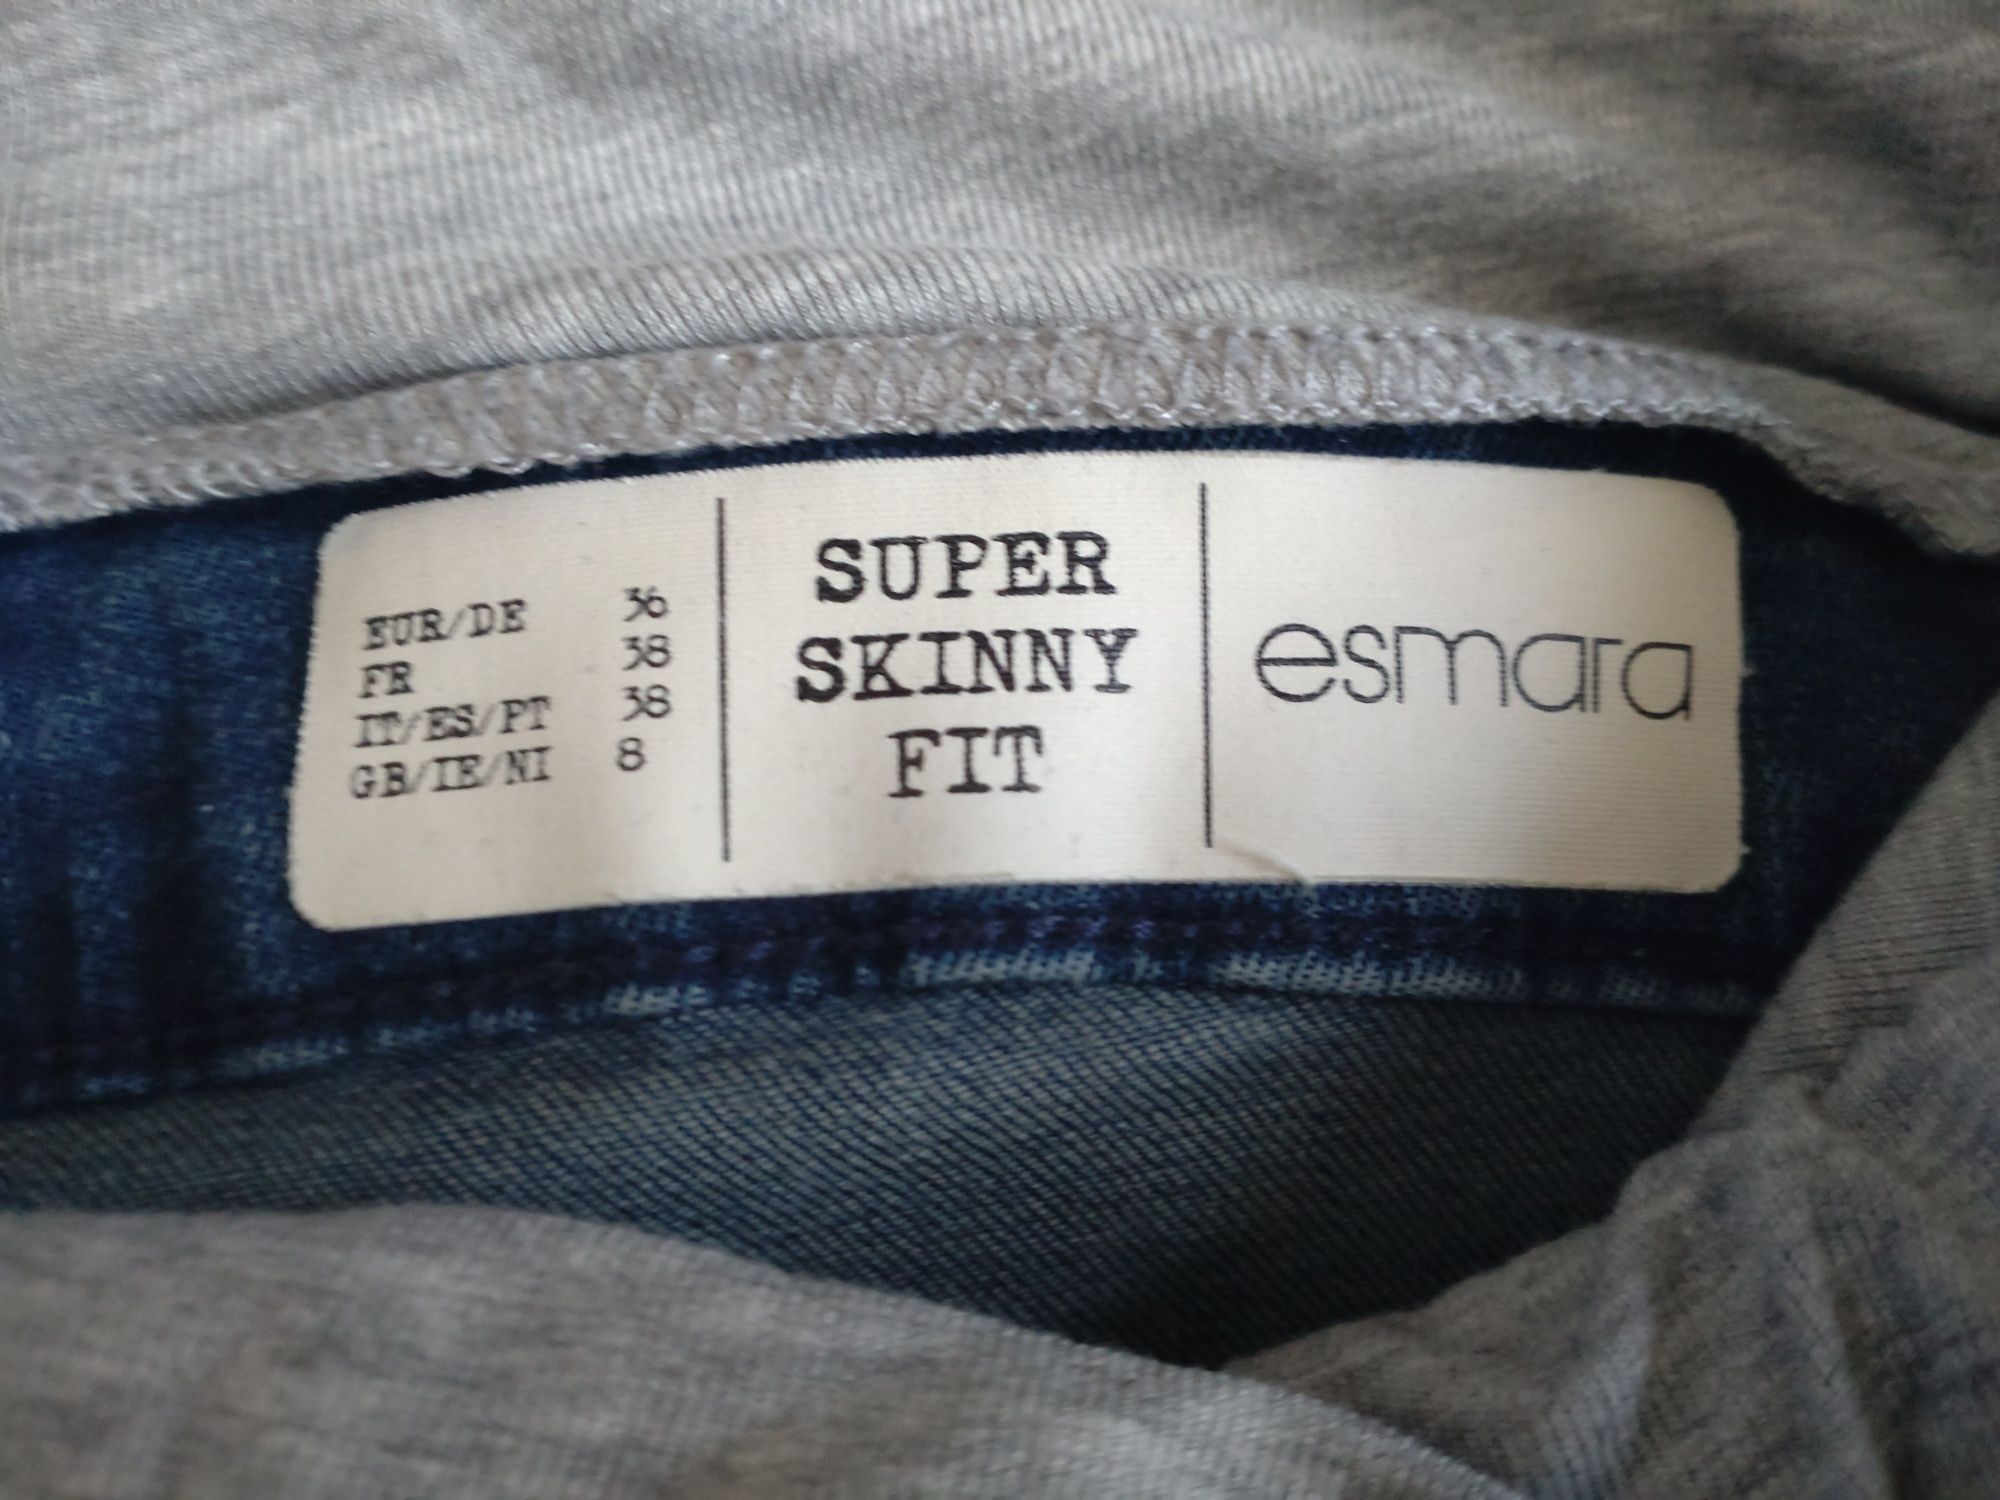 EUR/DE 36
FR 38
IT/ES/PT 38
GB/IE/NI 8
SUPER
SKINNY
FIT
esmara